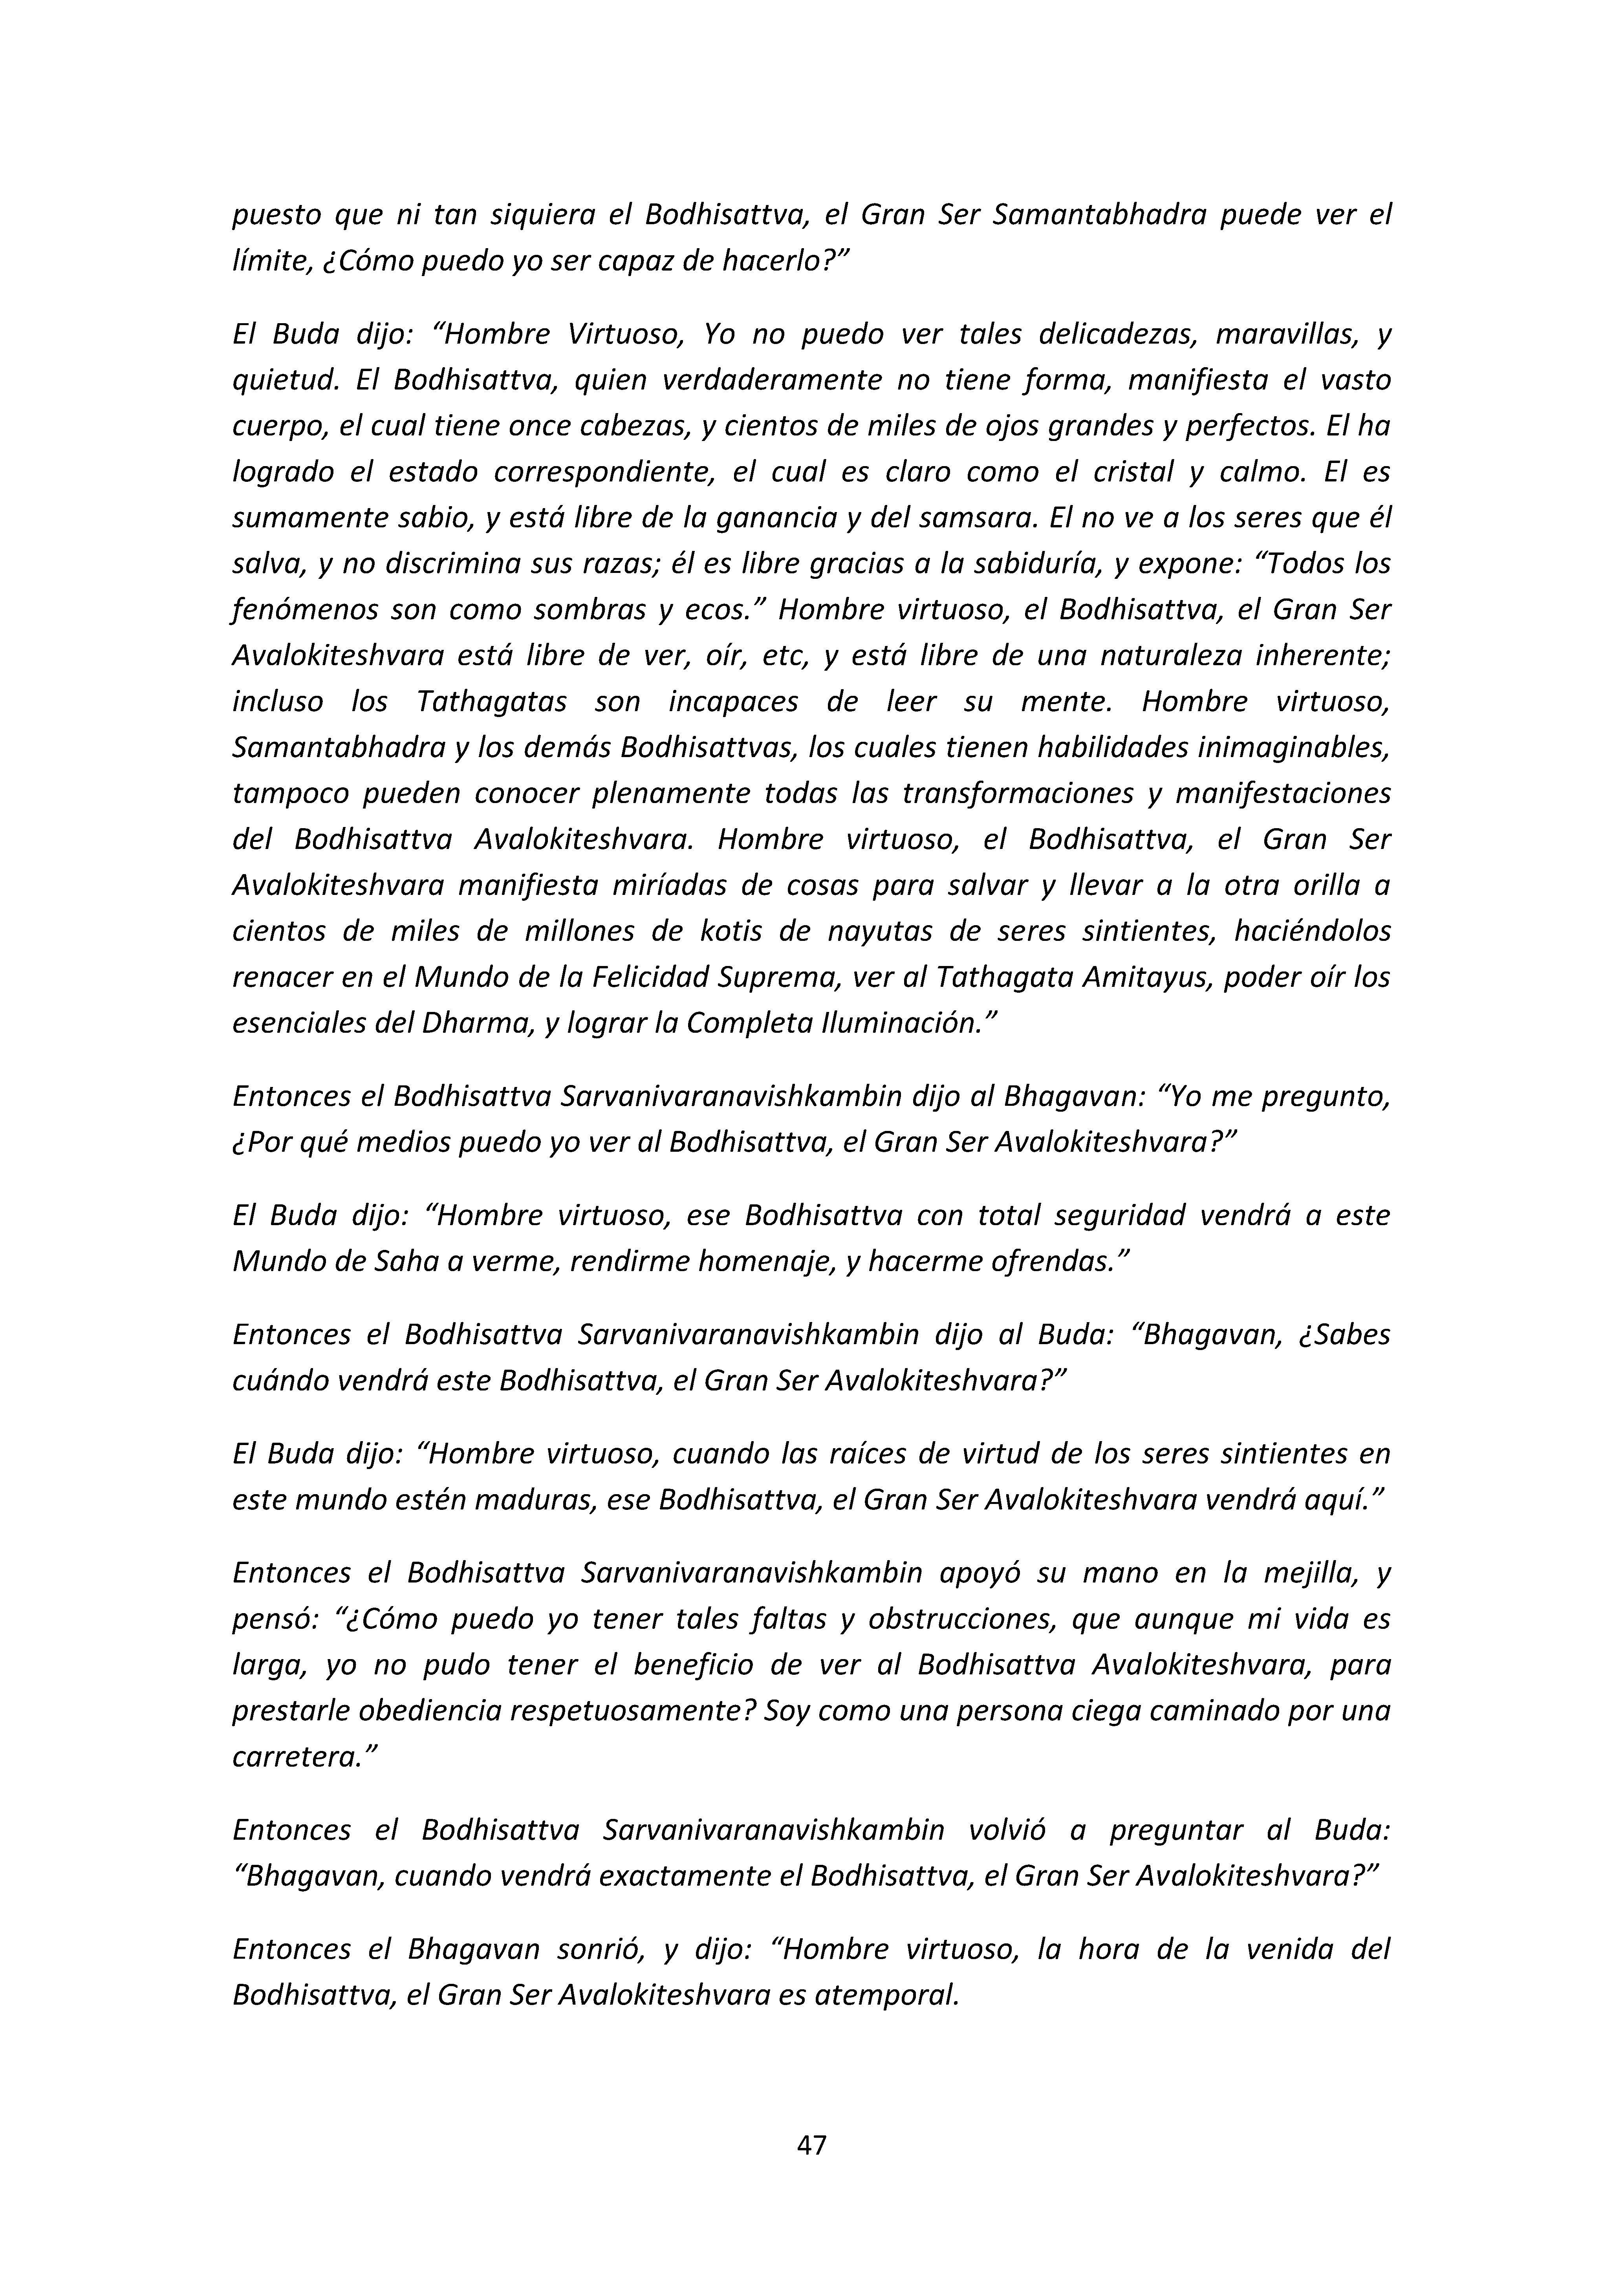 puesto que ni tan siquiera el Bodhisattva, el Gran Ser Samantabhadra puede ver el
límite, ¿Cómo puedo yo ser capaz de hacerlo?”
El Buda dijo: “Hombre Virtuoso, Yo no puedo ver tales delicadezas, maravillas, y
quietud. El Bodhisattva, quien verdaderamente no tiene forma, manifiesta el vasto
cuerpo, el cual tiene once cabezas, y cientos de miles de ojos grandes y perfectos. El ha
logrado el estado correspondiente, el cual es claro como el cristal y calmo. El es
sumamente sabio, y está libre de la ganancia y del samsara. El no ve a los seres que él
salva, y no discrimina sus razas; él es libre gracias a la sabiduría, y expone: “Todos los
fenómenos son como sombras y ecos.” Hombre virtuoso, el Bodhisattva, el Gran Ser
Avalokiteshvara está libre de ver, oír, etc, y está libre de una naturaleza inherente;
incluso los Tathagatas son incapaces de leer su mente. Hombre virtuoso,
Samantabhadra y los demás Bodhisattvas, los cuales tienen habilidades inimaginables,
tampoco pueden conocer plenamente todas las transformaciones y manifestaciones
del Bodhisattva Avalokiteshvara. Hombre virtuoso, el Bodhisattva, el Gran Ser
Avalokiteshvara manifiesta miríadas de cosas para salvar y llevar a la otra orilla a
cientos de miles de millones de kotis de nayutas de seres sintientes, haciéndolos
renacer en el Mundo de la Felicidad Suprema, ver al Tathagata Amitayus, poder oír los
esenciales del Dharma, y lograr la Completa Iluminación.”
Entonces el Bodhisattva Sarvanivaranavishkambin dijo al Bhagavan: “Yo me pregunto,
¿Por qué medios puedo yo ver al Bodhisattva, el Gran Ser Avalokiteshvara?”
El Buda dijo: “Hombre virtuoso, ese Bodhisattva con total seguridad vendrá a este
Mundo de Saha a verme, rendirme homenaje, y hacerme ofrendas.”
Entonces el Bodhisattva Sarvanivaranavishkambin dijo al Buda: “Bhagavan, ¿Sabes
cuándo vendrá este Bodhisattva, el Gran Ser Avalokiteshvara?”
El Buda dijo: “Hombre virtuoso, cuando las raíces de virtud de los seres sintientes en
este mundo estén maduras, ese Bodhisattva, el Gran Ser Avalokiteshvara vendrá aquí.”
Entonces el Bodhisattva Sarvanivaranavishkambin apoyó su mano en la mejilla, y
pensó: “¿Cómo puedo yo tener tales faltas y obstrucciones, que aunque mi vida es
larga, yo no pudo tener el beneficio de ver al Bodhisattva Avalokiteshvara, para
prestarle obediencia respetuosamente? Soy como una persona ciega caminado por una
carretera.”
Entonces el Bodhisattva Sarvanivaranavishkambin volvió a preguntar al Buda:
“Bhagavan, cuando vendrá exactamente el Bodhisattva, el Gran Ser Avalokiteshvara?”
Entonces el Bhagavan sonrió, y dijo: “Hombre virtuoso, la hora de la venida del
Bodhisattva, el Gran Ser Avalokiteshvara es atemporal.
47